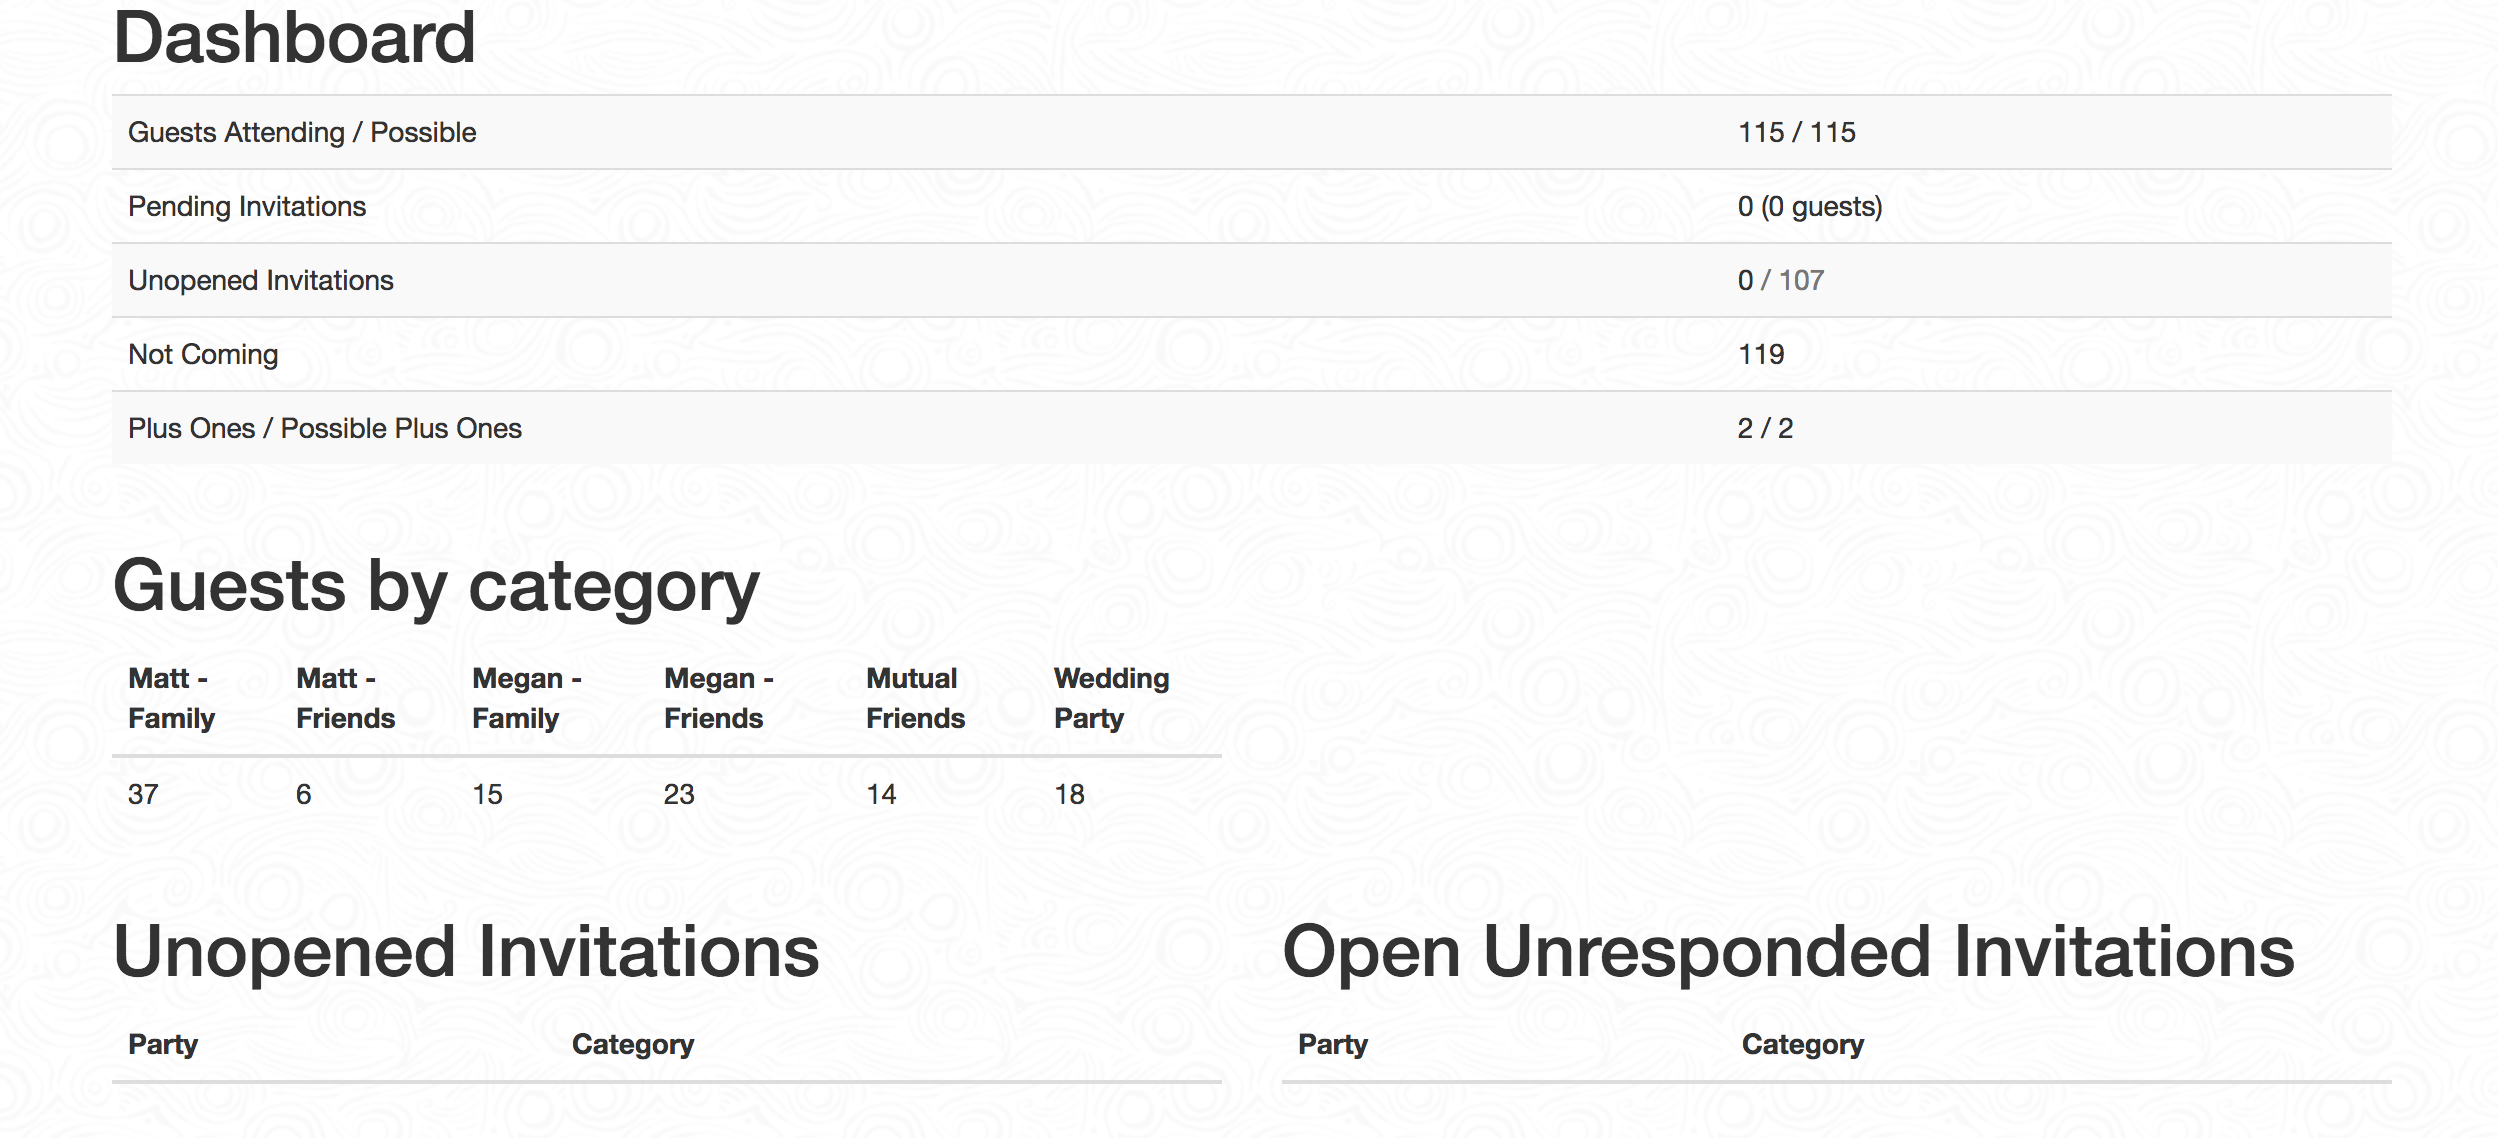 Dashboard
Guests Attending / Possible 115 / 115
Pending Invitations 0 (0 guests)
Unopened Invitations 0 / 107
Not Coming 119
Plus Ones / Possible Plus Ones 2 / 2
Guests by category
Matt - Matt - Megan - Megan - Mutual Wedding
Family Friends Family Friends Friends Party
37 6 15 23 14 18
Unopened Invitations Open Unresponded Invitations
Party Category Party Category